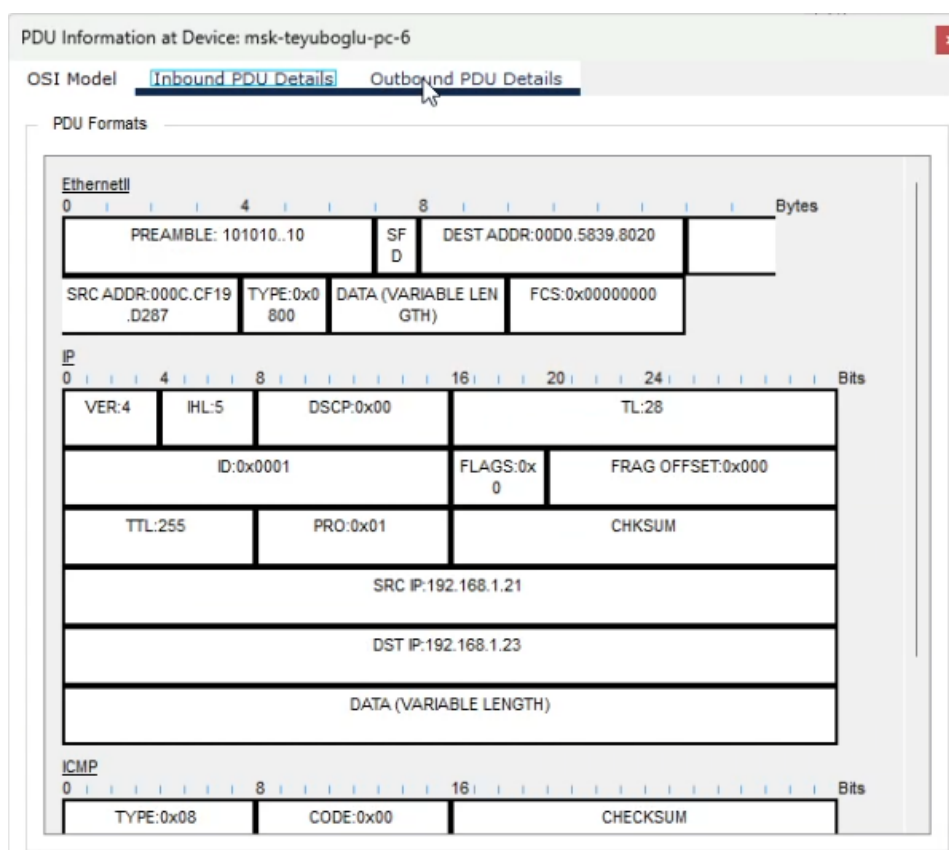 PDU Information at Device: msk-teyuboglu-pc-6
OSI Model Inbound PDU Details Outbound PDU Details
PDU Formats
EthernetII
0 4 8 Bytes
PREAMBLE: 101010..10 SF DEST ADDR:00D0.5839.8020
D
SRC ADDR:000C.CF19 TYPE:0x0 DATA (VARIABLE LEN FCS:0x00000000
.D287 800 GTH)
IP
0 4 8 16 20 24 Bits
VER:4 IHL:5 DSCP:0x00 TL:28
ID:0x0001 FLAGS:0x FRAG OFFSET:0x000
0
TTL:255 PRO:0x01 CHKSUM
SRC IP:192.168.1.21
DST IP:192.168.1.23
DATA (VARIABLE LENGTH)
ICMP
0 8 16 Bits
TYPE:0x08 CODE:0x00 CHECKSUM